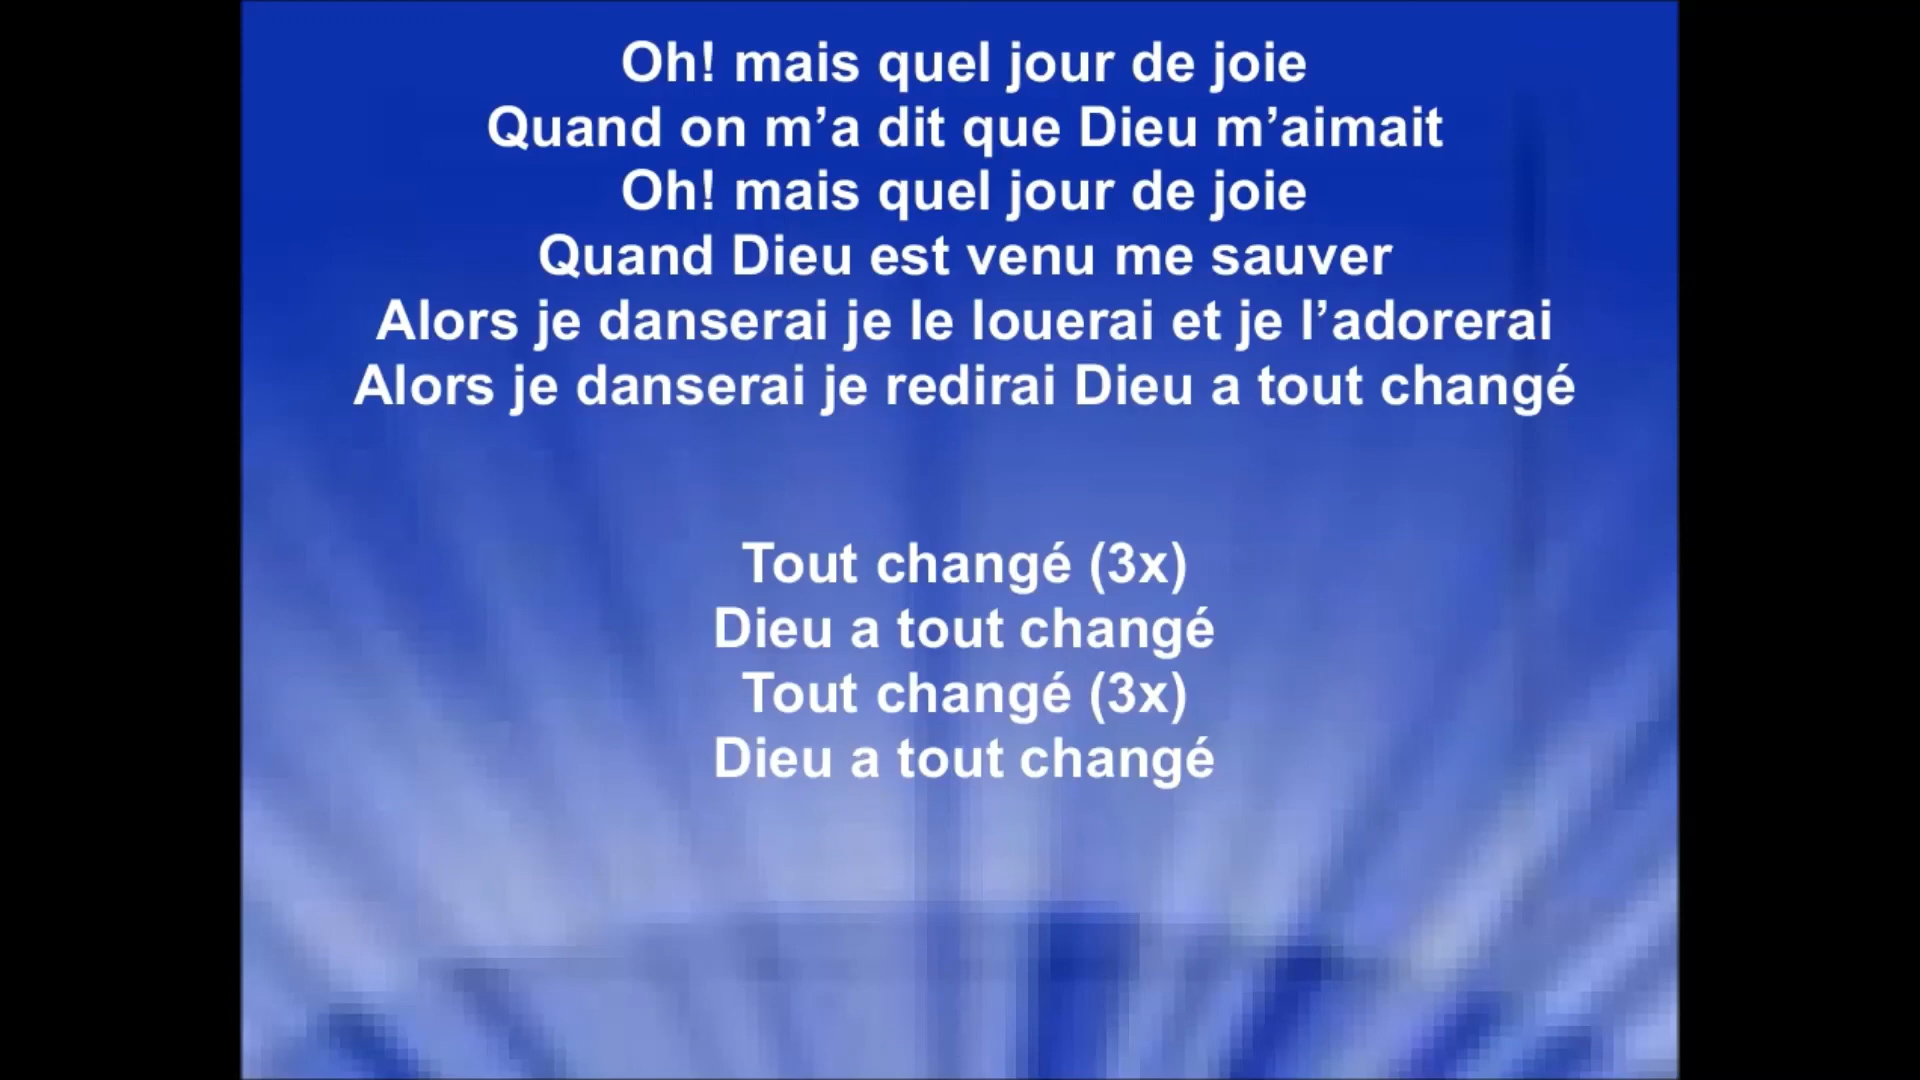 Oh! mais quel jour de joie
Quand on m’a dit que Dieu m’aimait
Oh! mais quel jour de joie
Quand Dieu est venu me sauver
Alors je danserai je le louerai et je l’adorerai
Alors je danserai je redirai Dieu a tout changé
Tout changé (3x)
Dieu a tout changé
Tout changé (3x)
Dieu a tout changé